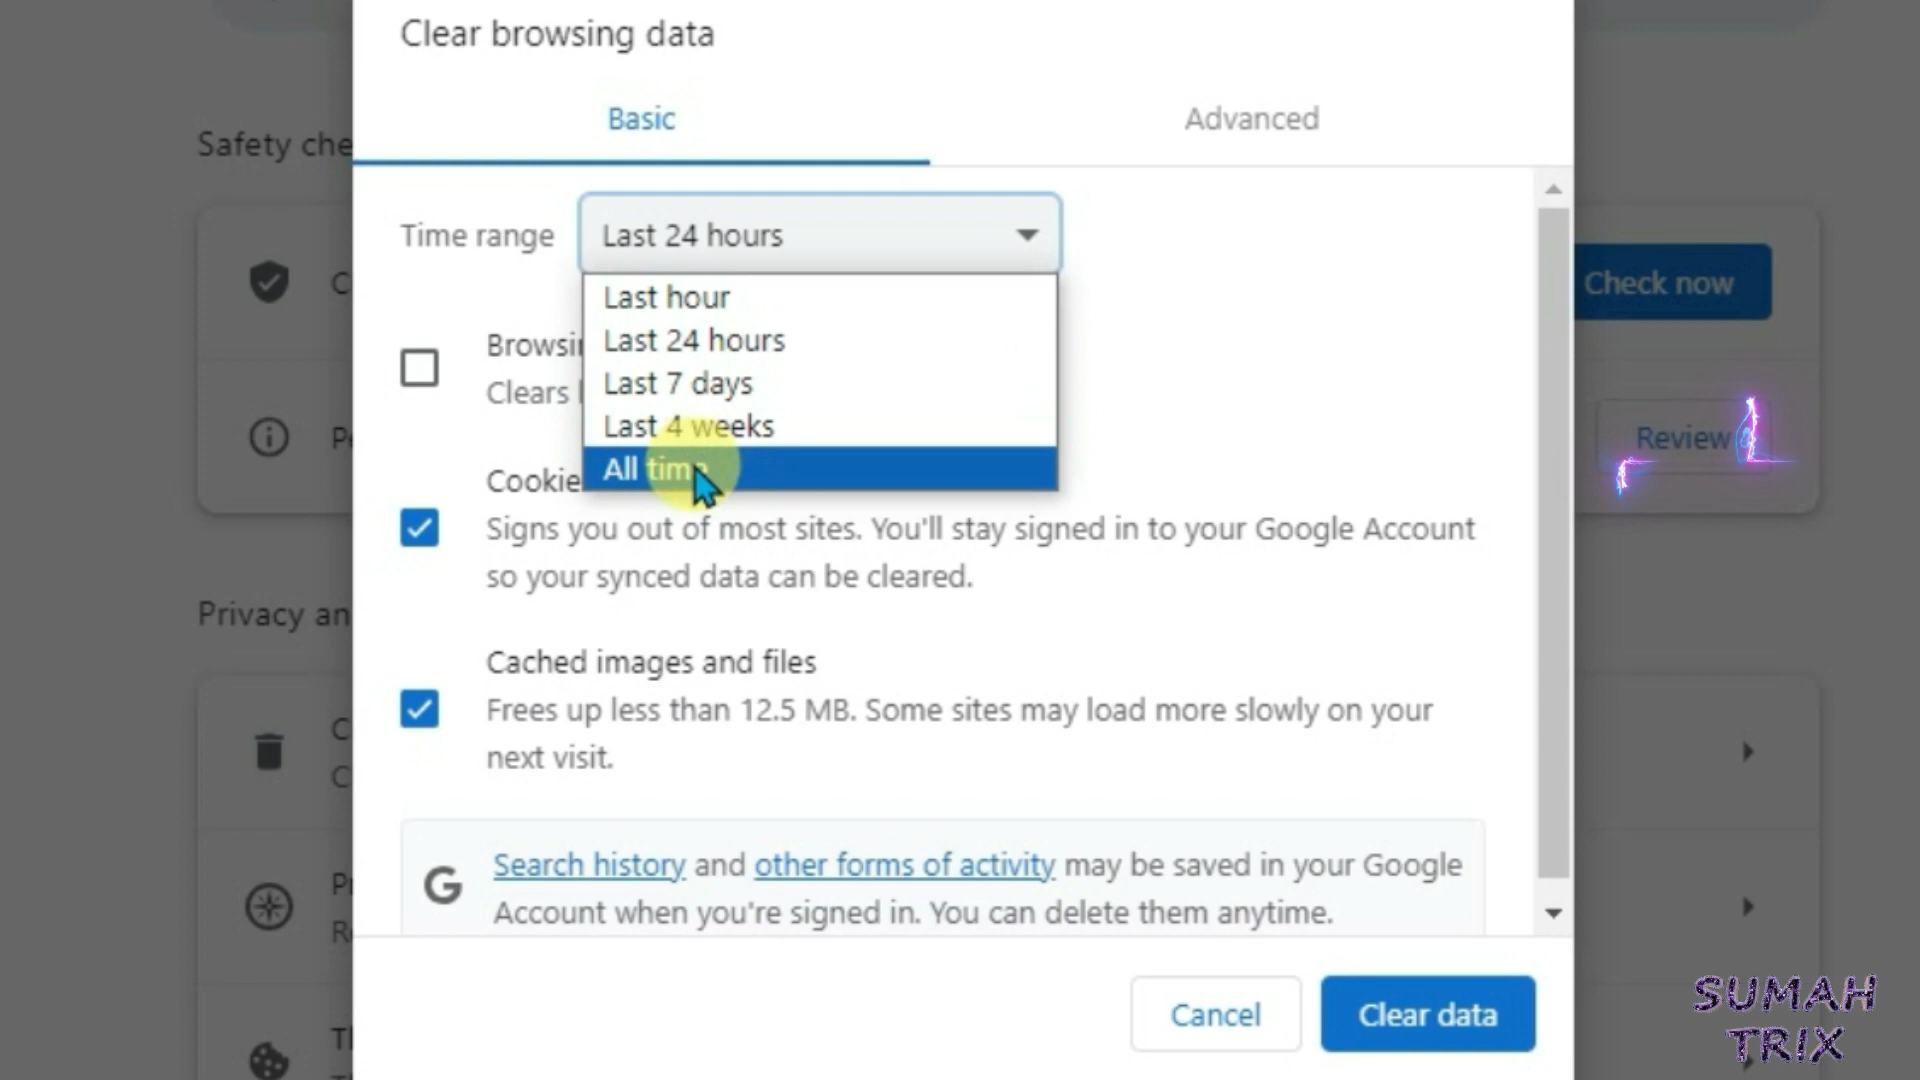 Clear browsing data
Basic
Advanced
Safety che
Time range
Last 24 hours
Last hour
Last 24 hours
Last 7 days
Last 4 weeks
All time
Check now
Browsi
Clears
Review
Cookie
Signs you out of most sites. You'll stay signed in to your Google Account
so your synced data can be cleared.
Privacy an
Cached images and files
Frees up less than 12.5 MB. Some sites may load more slowly on your
next visit.
Search history and other forms of activity may be saved in your Google
Account when you're signed in. You can delete them anytime.
Cancel
Clear data
SUMAH
TRIX